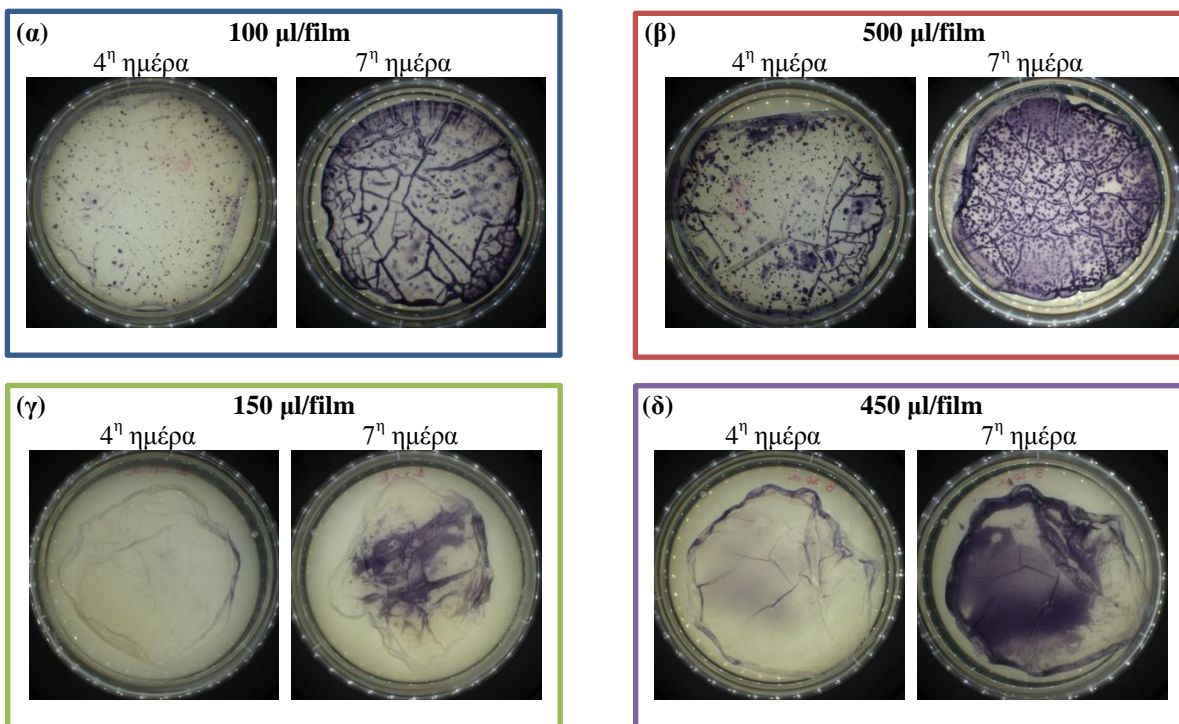 (α) 100 μl/film
4η ημέρα 7η ημέρα
(β) 500 μl/film
4η ημέρα 7η ημέρα
(γ) 150 μl/film
4η ημέρα 7η ημέρα
(δ) 450 μl/film
4η ημέρα 7η ημέρα